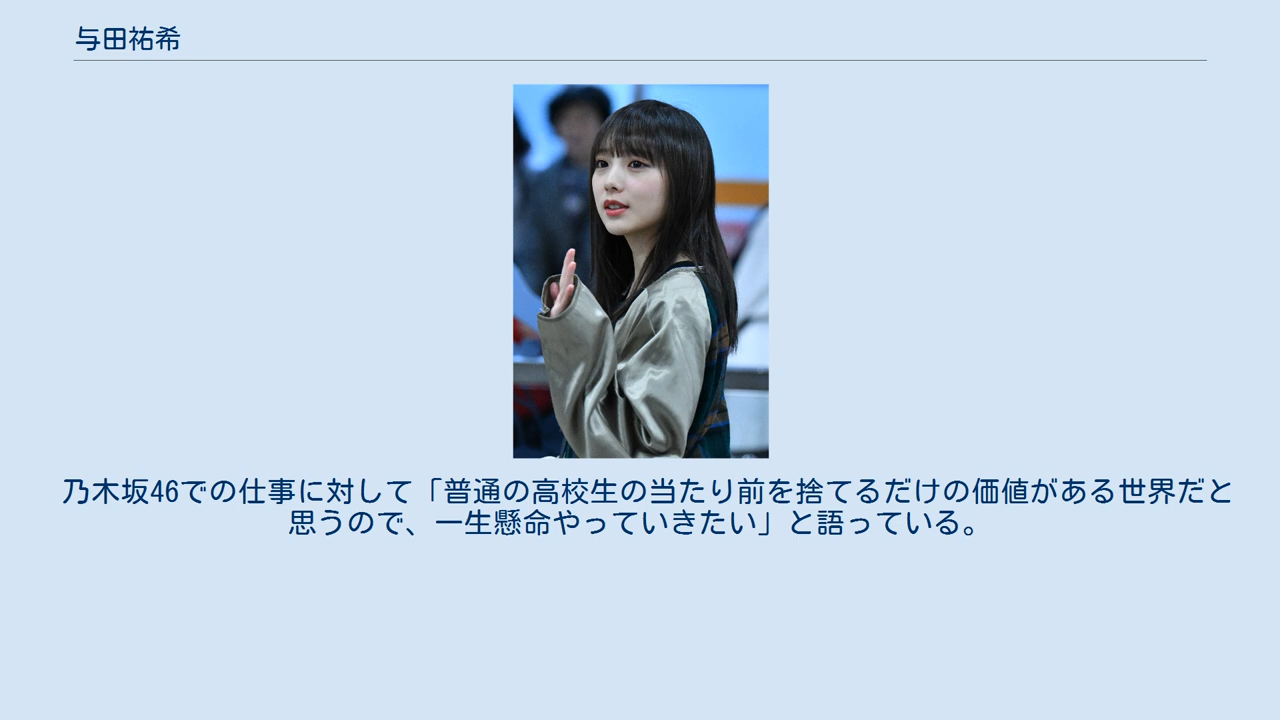 与田祐希
乃木坂46での仕事に対して「普通の高校生の当たり前を捨てるだけの価値がある世界だと
思うので、一生懸命やっていきたい」と語っている。